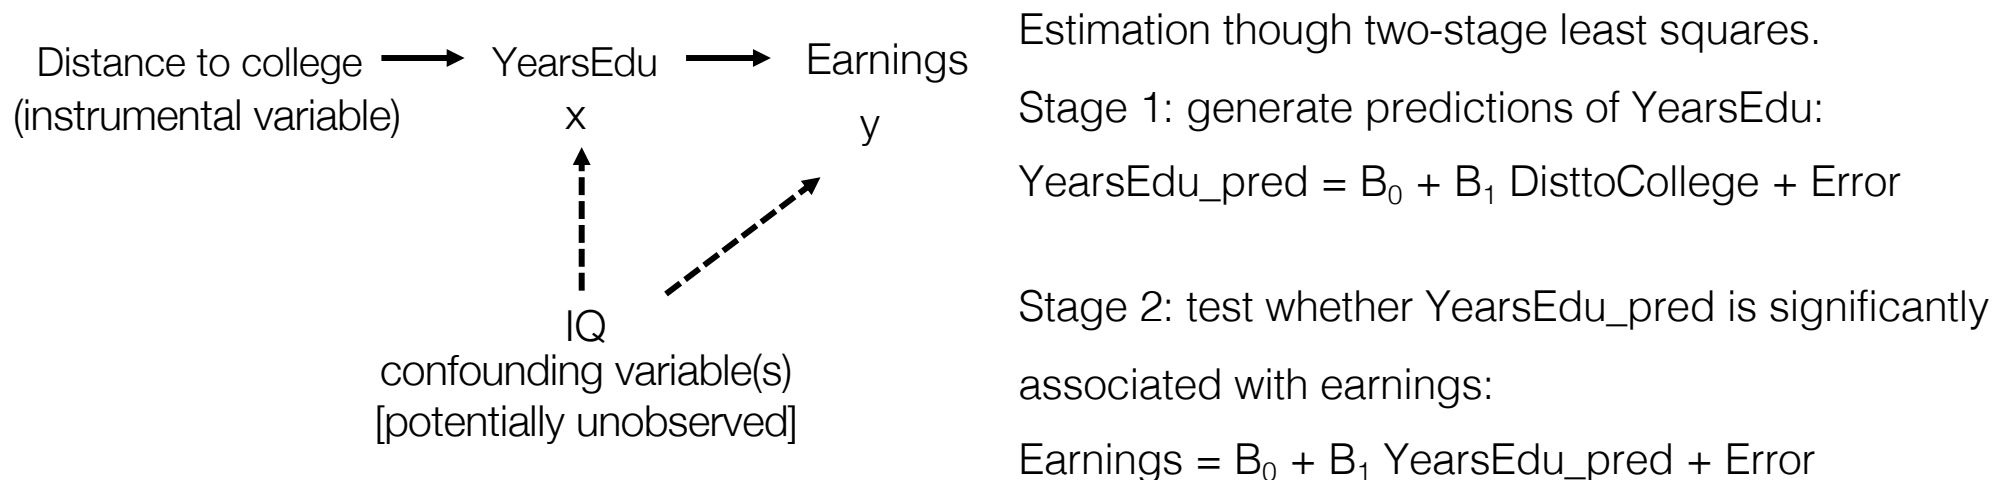 Distance to college
(instrumental variable)
YearsEdu
x
Earnings
y
IQ
confounding variable(s)
[potentially unobserved]
Estimation though two-stage least squares.
Stage 1: generate predictions of YearsEdu:
YearsEdu_pred = B₀ + B₁ DisttoCollege + Error
Stage 2: test whether YearsEdu_pred is significantly
associated with earnings:
Earnings = B₀ + B₁ YearsEdu_pred + Error